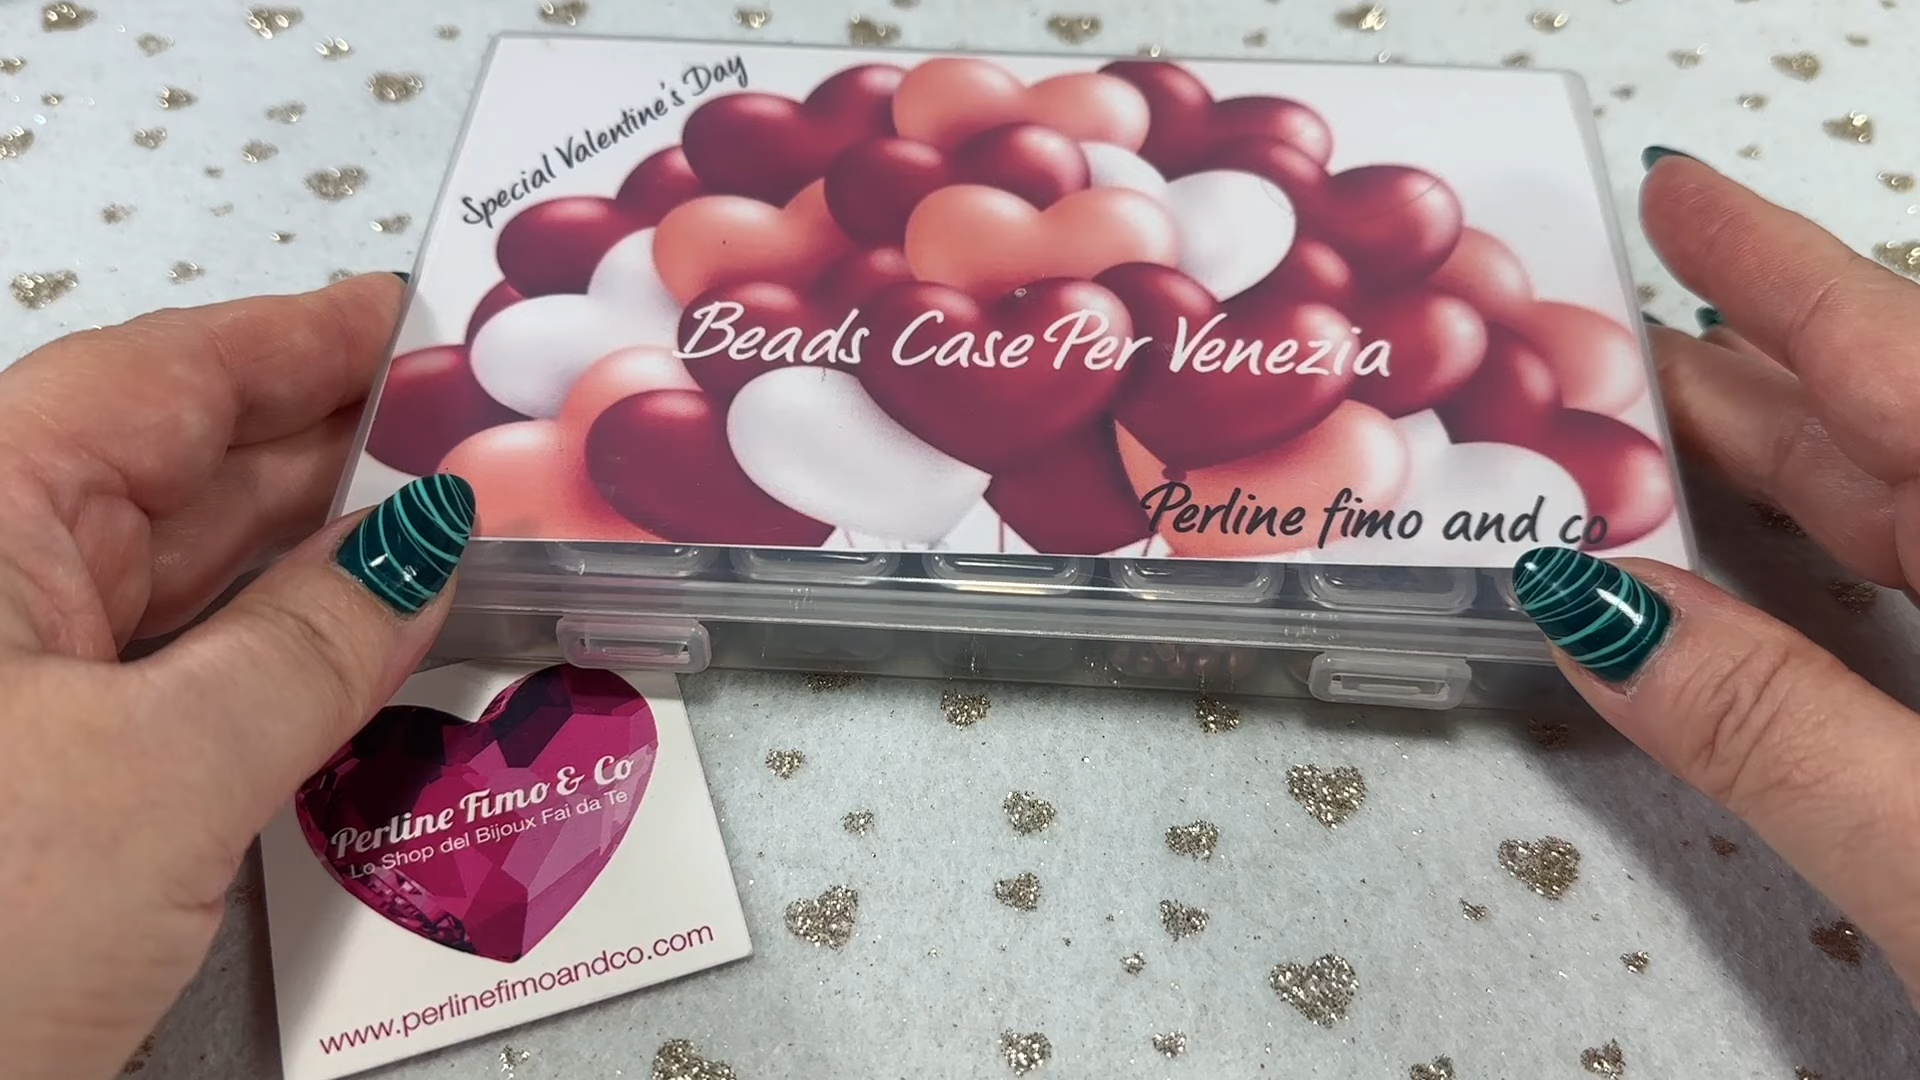 Special Valentine's Day
Beads Case Per Venezia
Perline fimo and co
Perline Fimo & Co
Lo Shop del Bijoux Fai da Te
www.perlinefimoandco.com